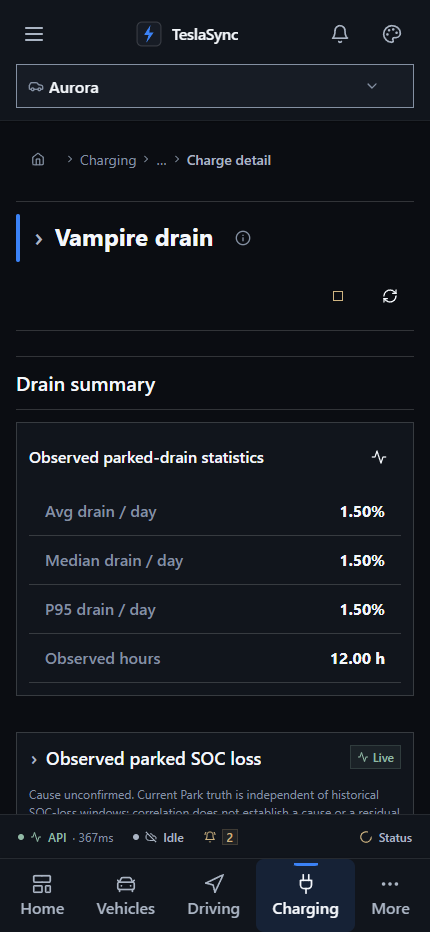 TeslaSync
Aurora
Charging
...
Charge detail
Vampire drain
Drain summary
Observed parked-drain statistics
Avg drain / day 1.50%
Median drain / day 1.50%
P95 drain / day 1.50%
Observed hours 12.00 h
Observed parked SOC loss Live
Cause unconfirmed. Current Park truth is independent of historical
SOC-loss windows; correlation does not establish a cause or a residual
API · 367ms Idle 2 Status
Home Vehicles Driving Charging More